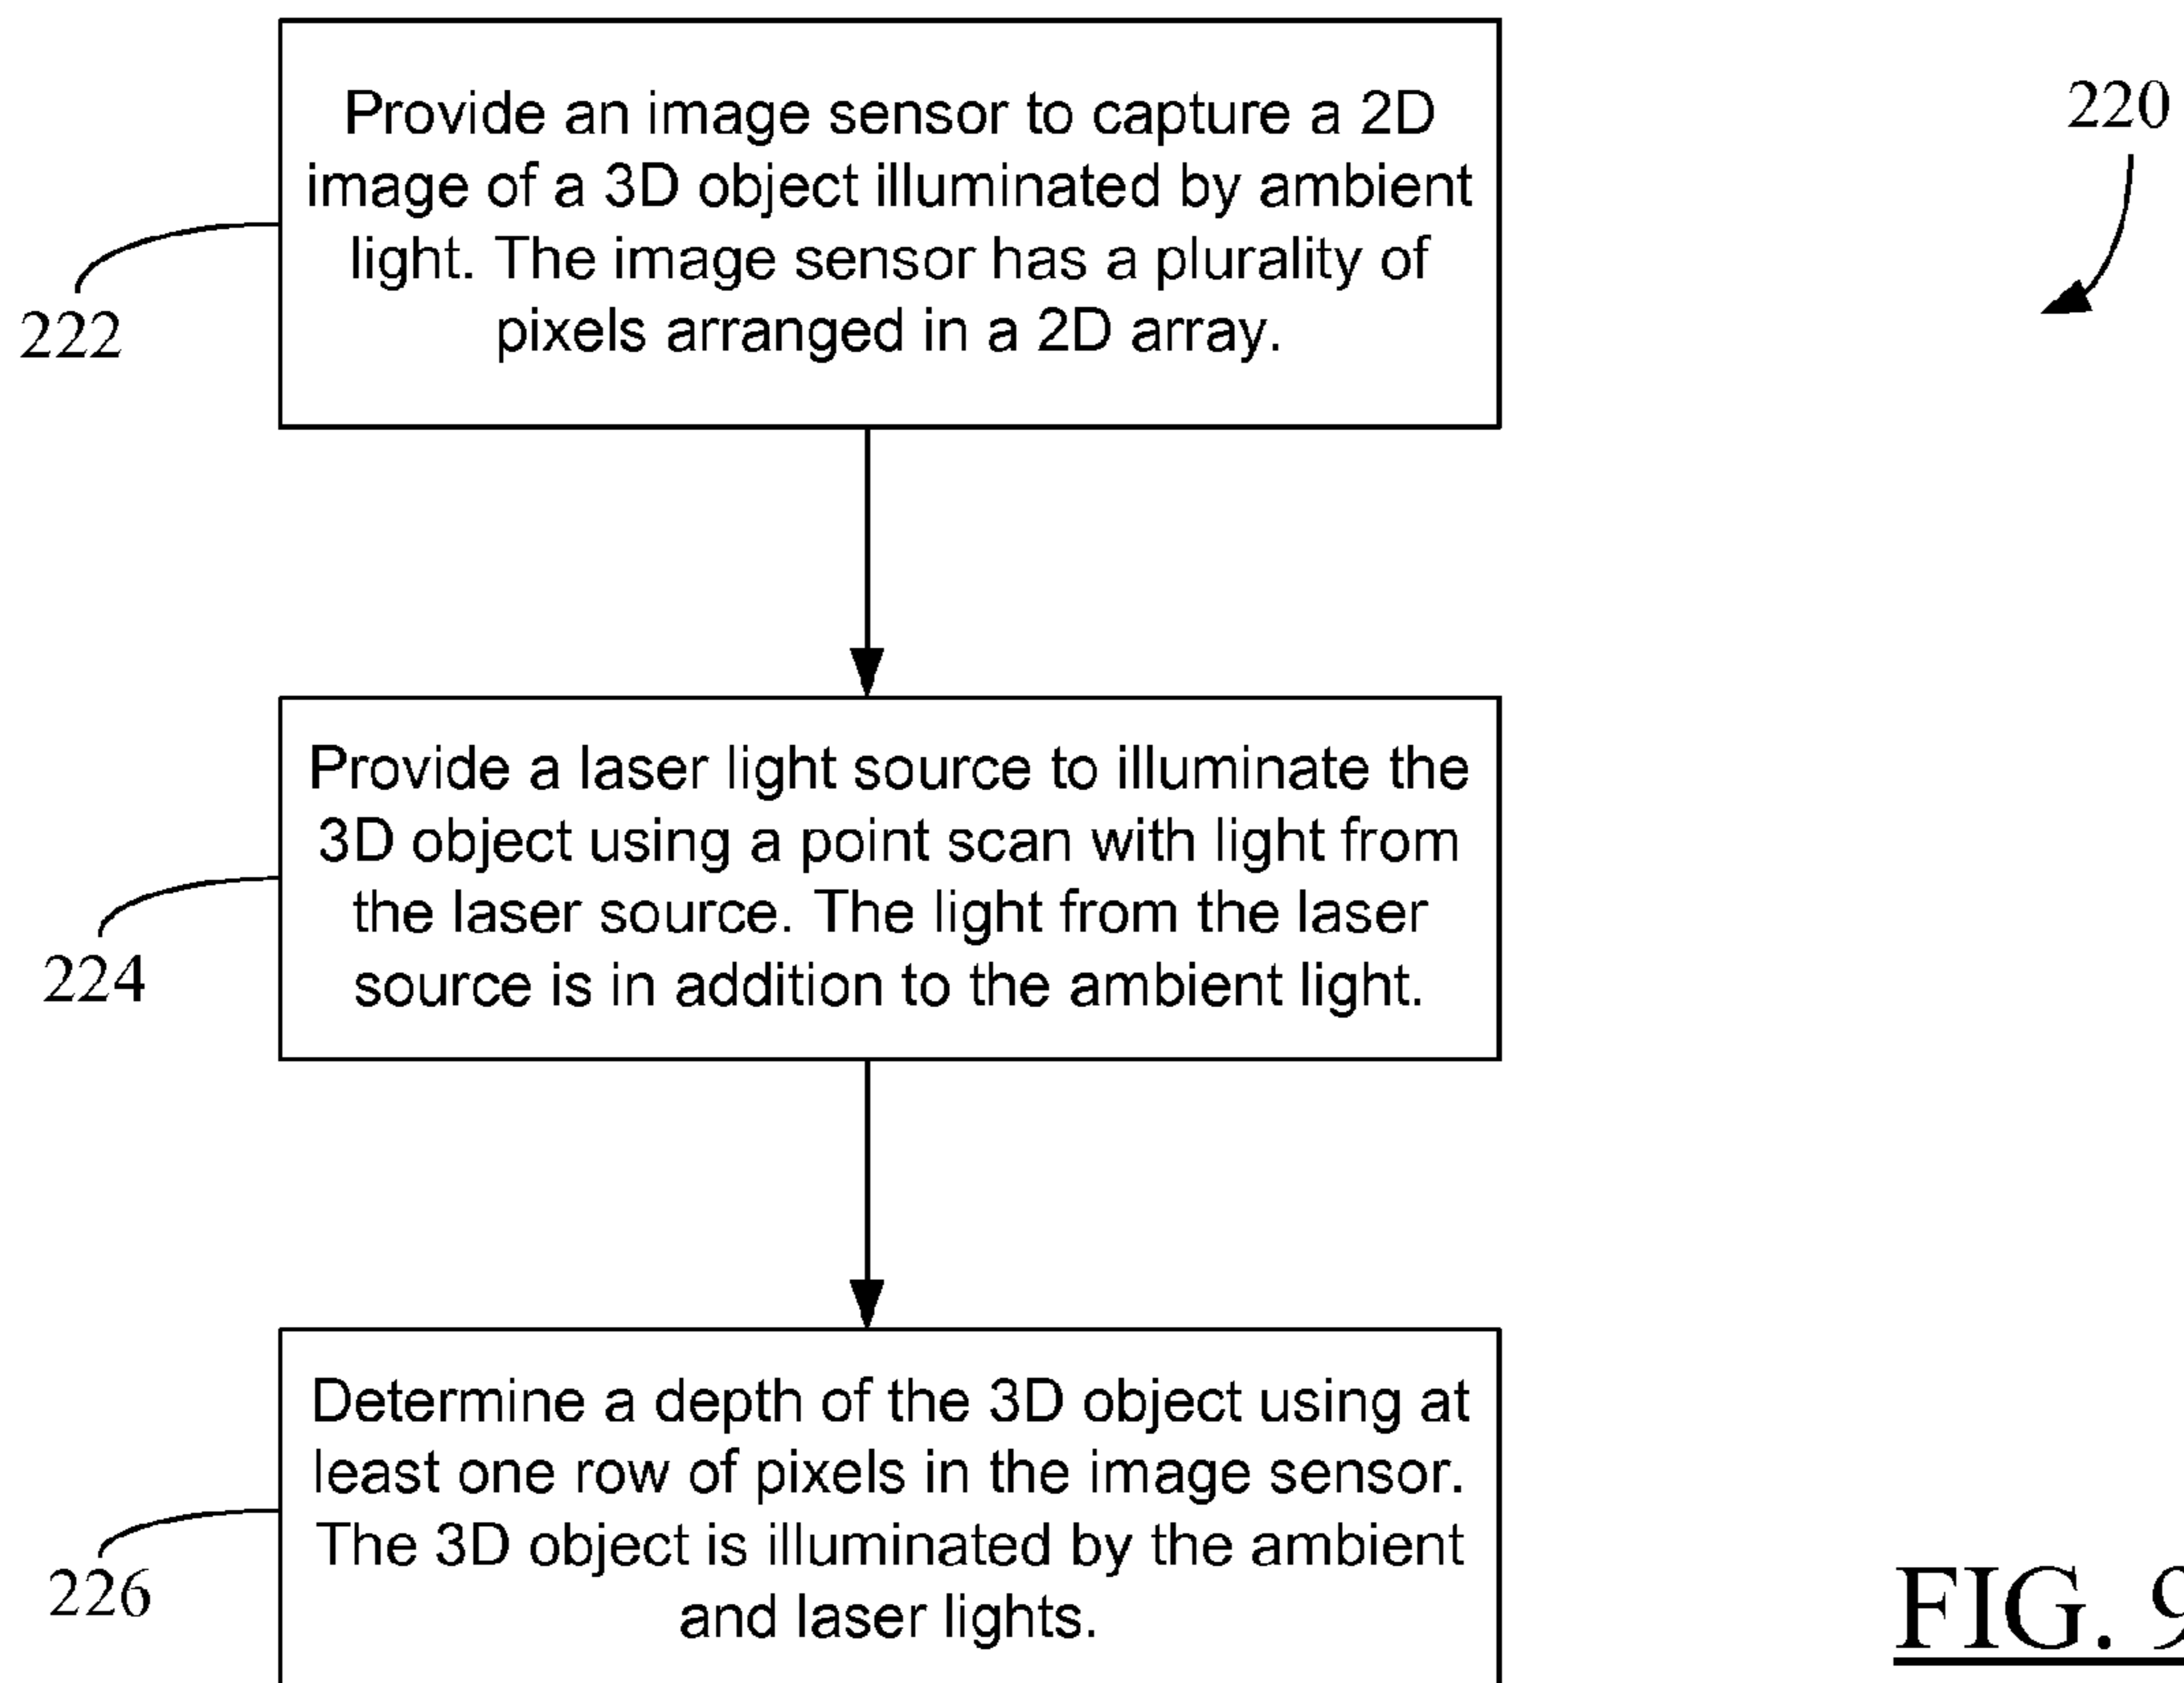 Provide an image sensor to capture a 2D
image of a 3D object illuminated by ambient
light. The image sensor has a plurality of
pixels arranged in a 2D array.
220
222
Provide a laser light source to illuminate the
3D object using a point scan with light from
the laser source. The light from the laser
source is in addition to the ambient light.
224
Determine a depth of the 3D object using at
least one row of pixels in the image sensor.
The 3D object is illuminated by the ambient
and laser lights.
226
FIG. 9